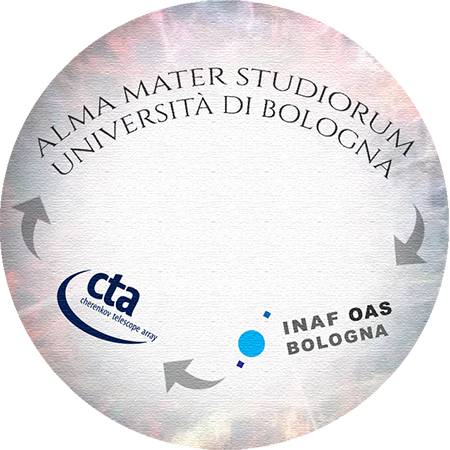 ALMA MATER STUDIORUM
UNIVERSITÀ DI BOLOGNA
cta
cherenkov telescope array
INAF OAS
BOLOGNA